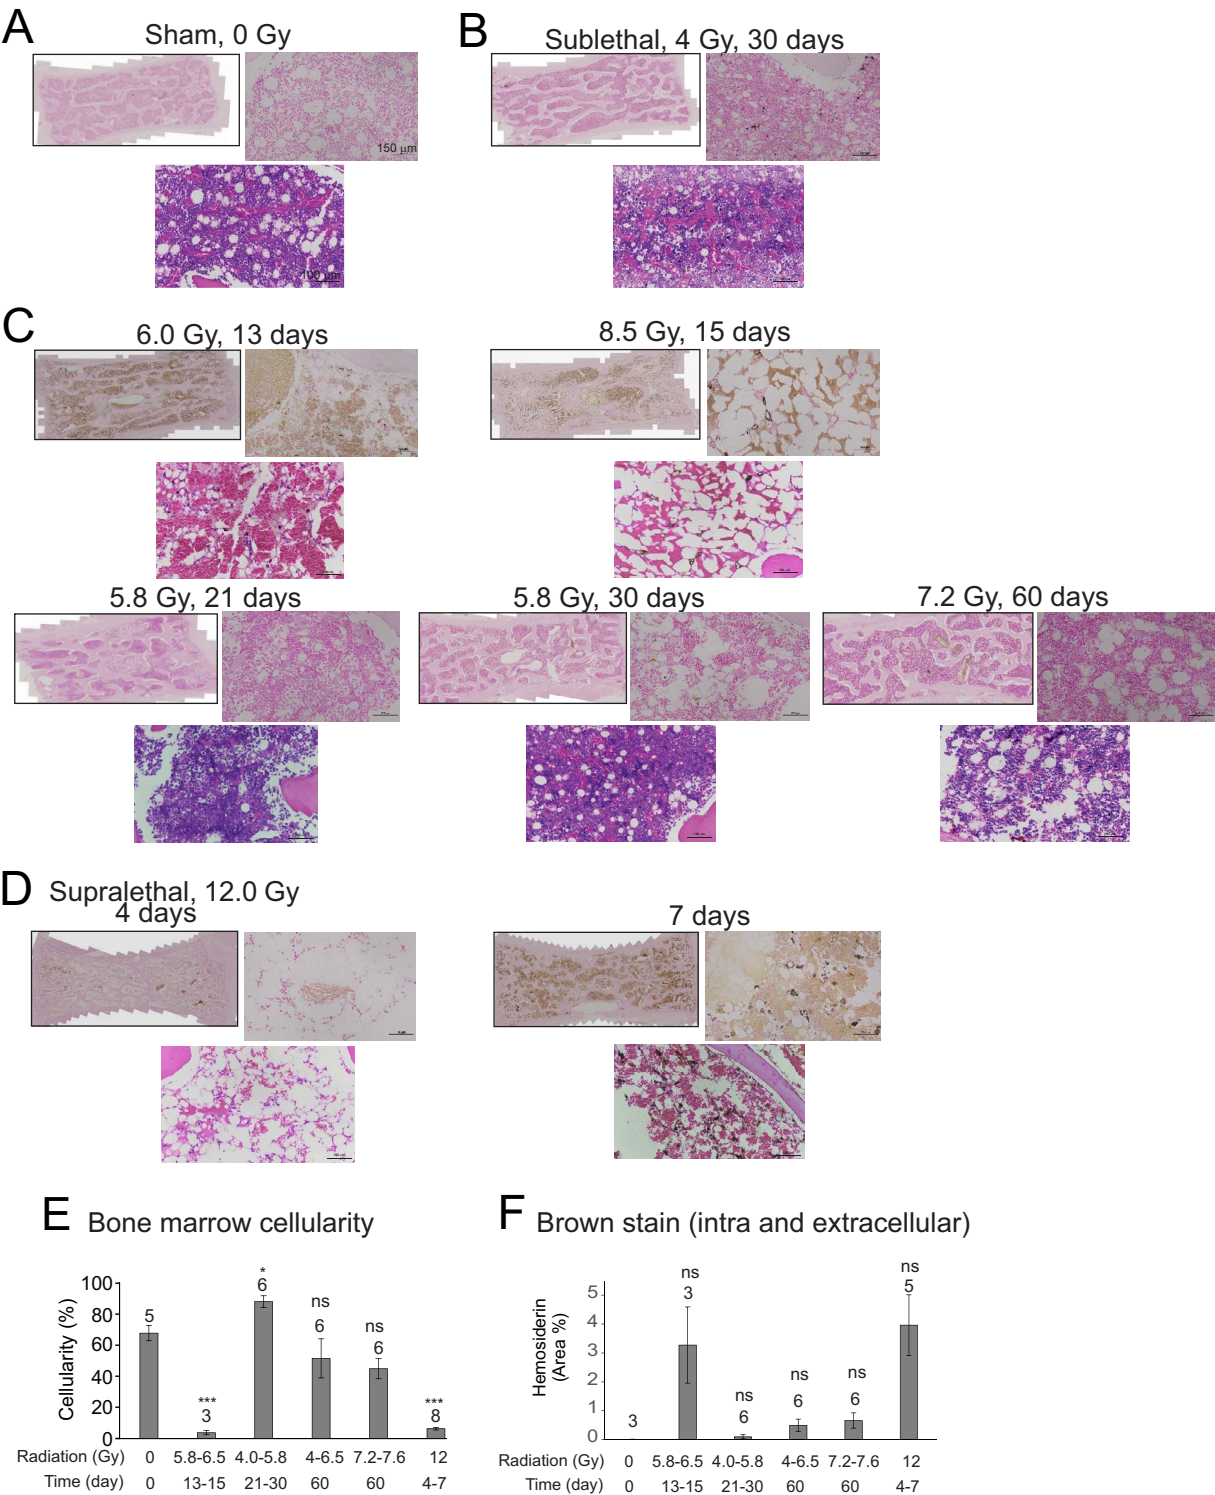 A
Sham, 0 Gy
150 μm
100 μm
B
Sublethal, 4 Gy, 30 days
C
6.0 Gy, 13 days
8.5 Gy, 15 days
5.8 Gy, 21 days
5.8 Gy, 30 days
7.2 Gy, 60 days
D
Supralethal, 12.0 Gy
4 days
7 days
E
Bone marrow cellularity
Cellularity (%)
100
80
60
40
20
0
5
***
3
*
6
ns
6
ns
6
***
8
Radiation (Gy) 0 5.8-6.5 4.0-5.8 4-6.5 7.2-7.6 12
Time (day) 0 13-15 21-30 60 60 4-7
F
Brown stain (intra and extracellular)
Hemosiderin
(Area %)
5
4
3
2
1
0
3
ns
3
ns
6
ns
6
ns
6
ns
5
Radiation (Gy) 0 5.8-6.5 4.0-5.8 4-6.5 7.2-7.6 12
Time (day) 0 13-15 21-30 60 60 4-7